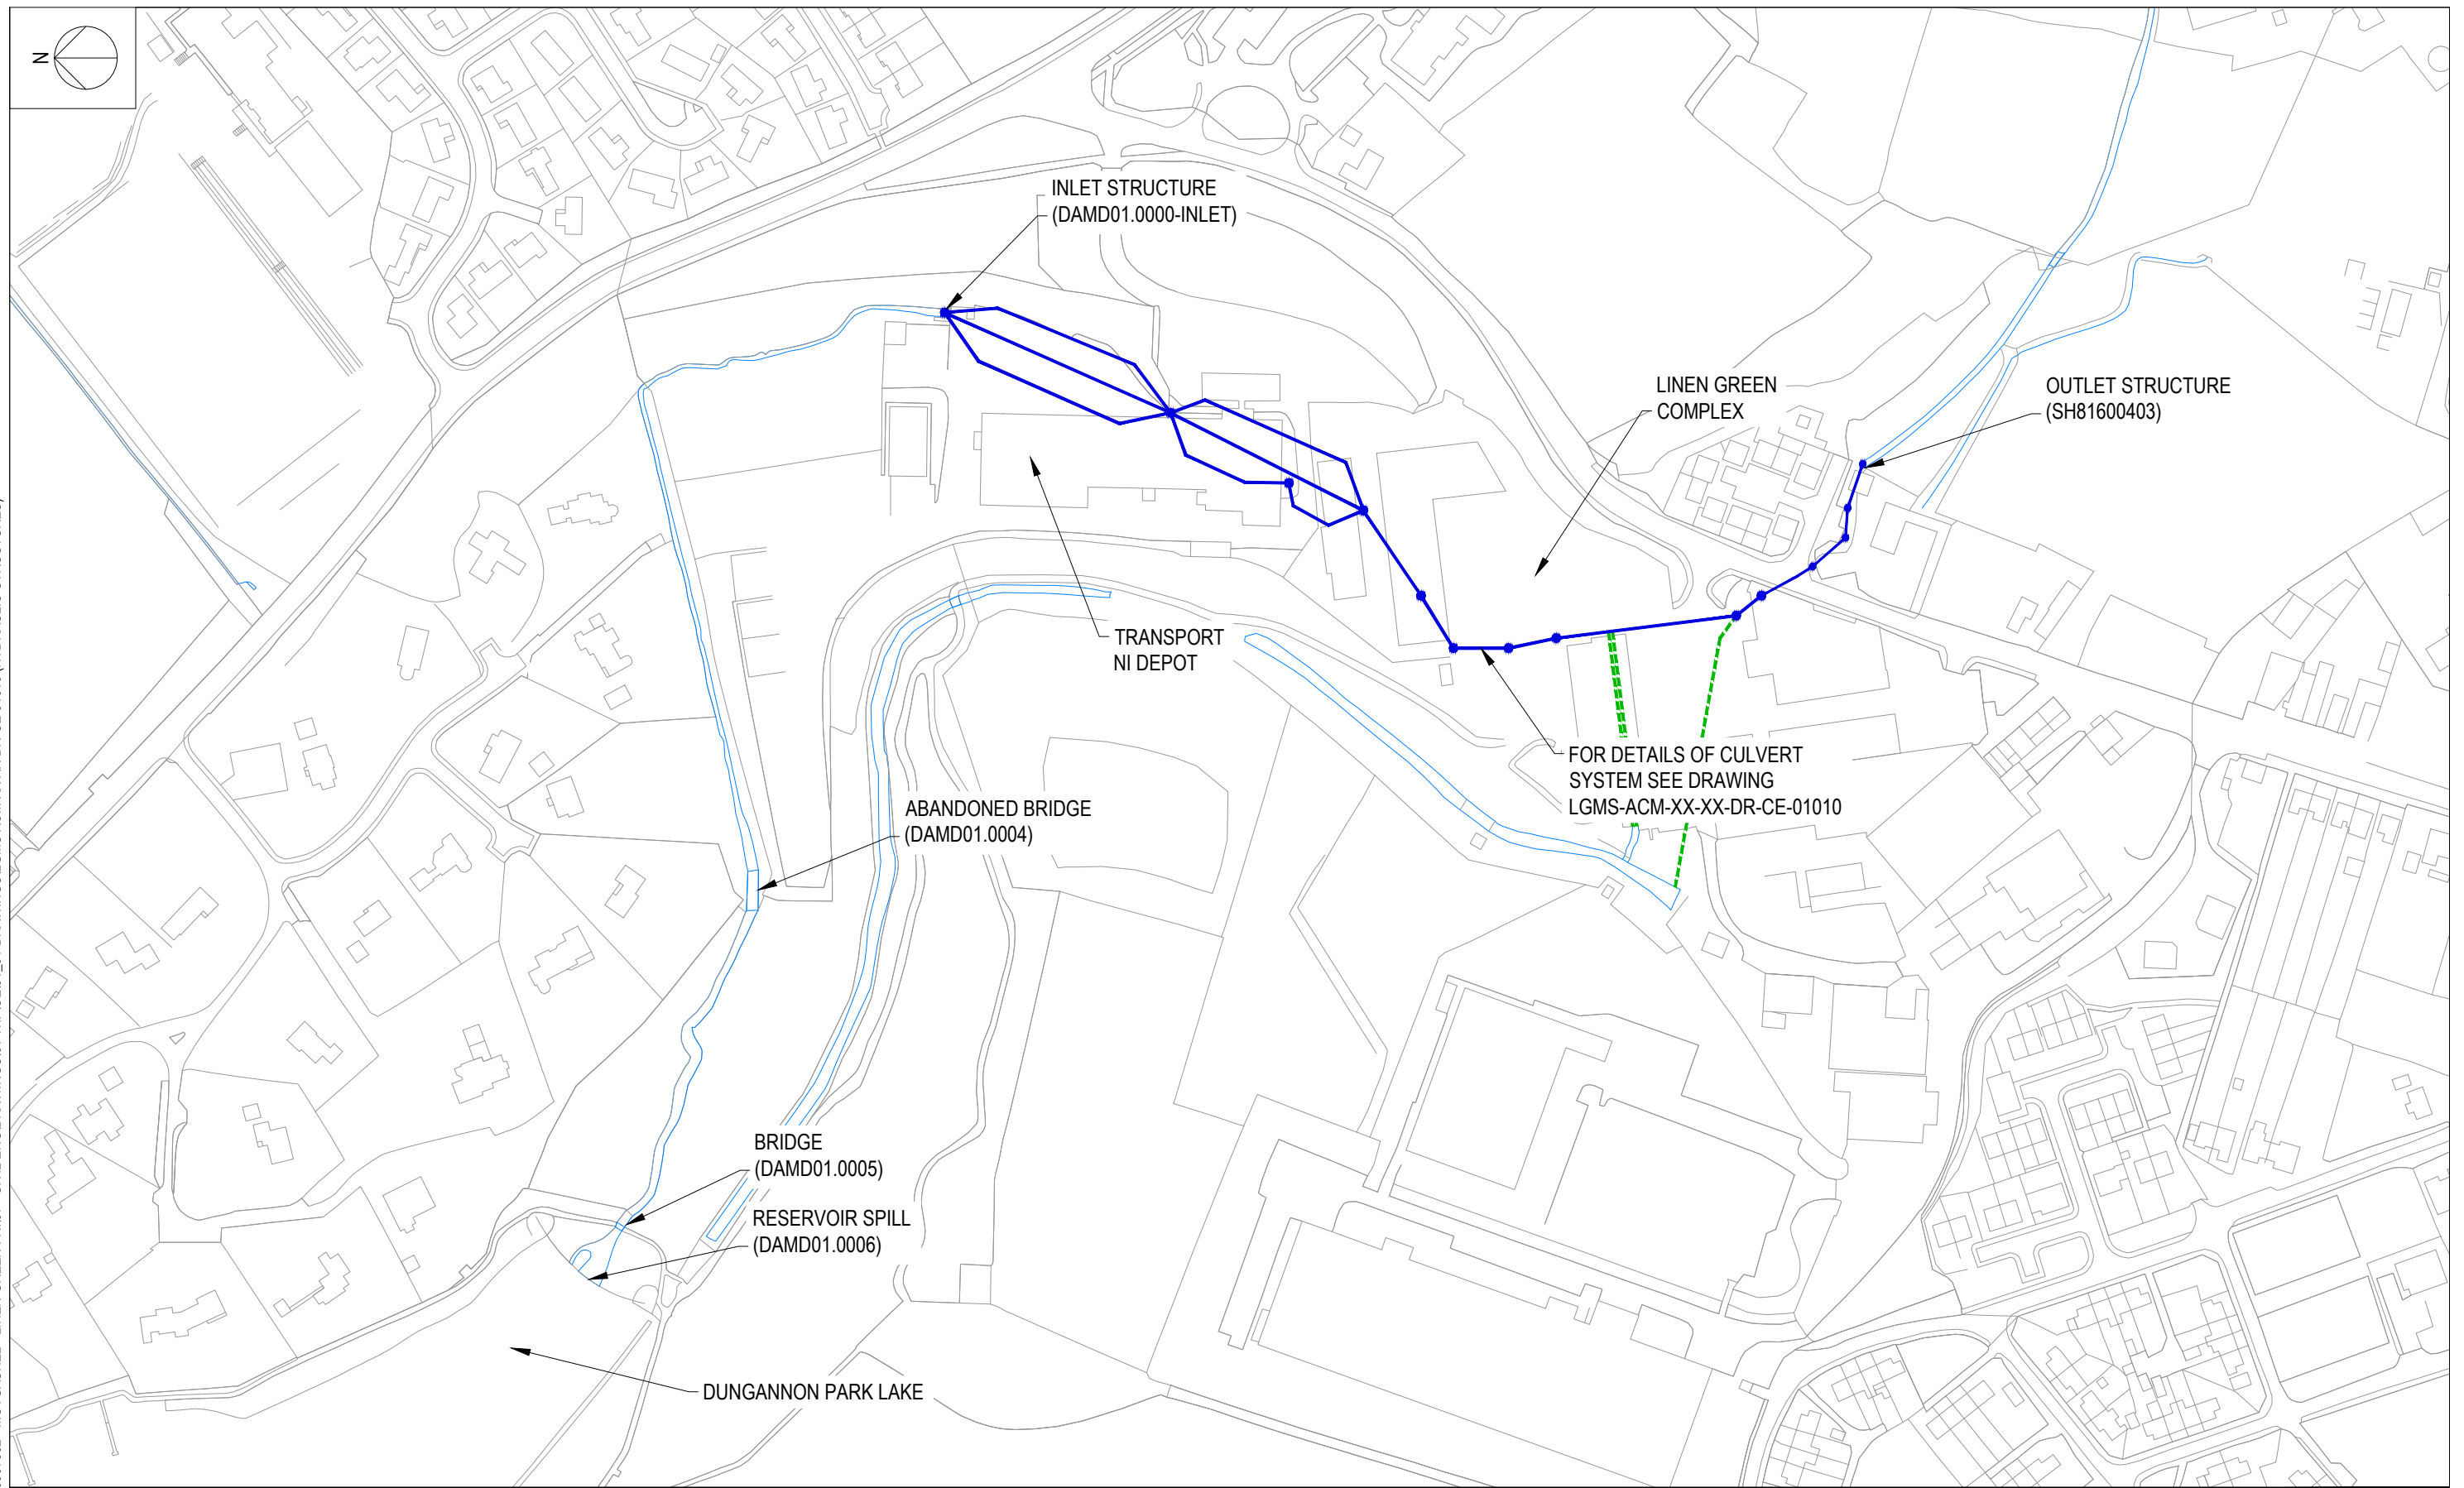 N
INLET STRUCTURE
(DAMD01.0000-INLET)
LINEN GREEN
COMPLEX
OUTLET STRUCTURE
(SH81600403)
TRANSPORT
NI DEPOT
FOR DETAILS OF CULVERT
SYSTEM SEE DRAWING
LGMS-ACM-XX-XX-DR-CE-01010
ABANDONED BRIDGE
(DAMD01.0004)
BRIDGE
(DAMD01.0005)
RESERVOIR SPILL
(DAMD01.0006)
DUNGANNON PARK LAKE